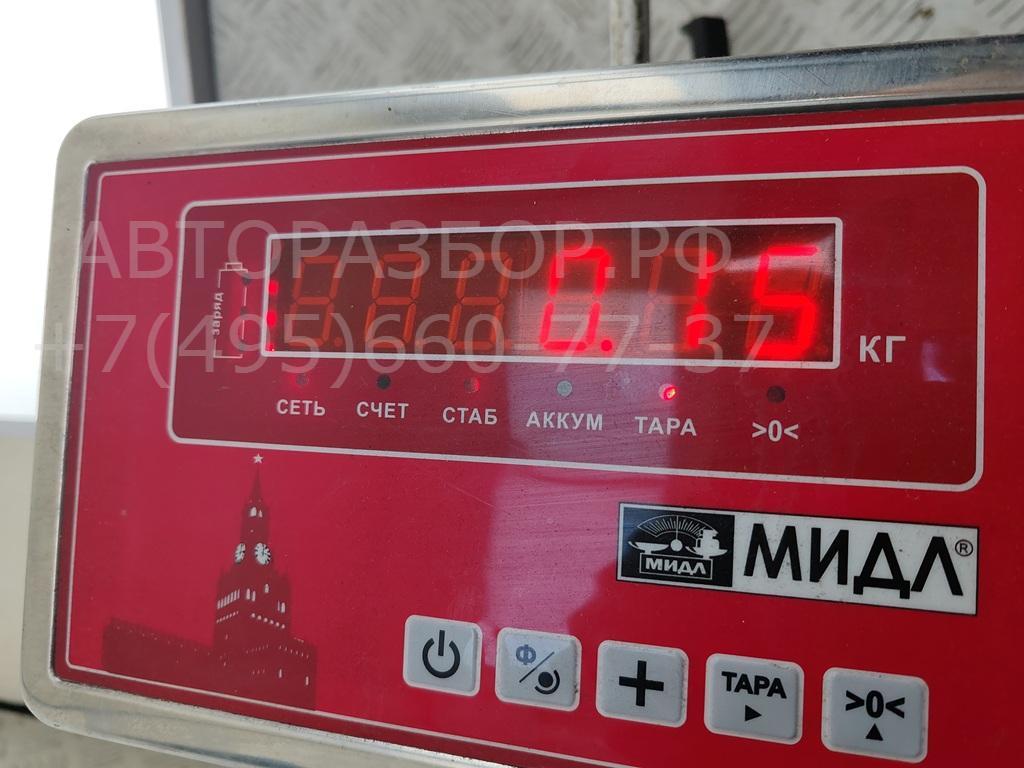 АВТОРАЗБОР.РФ
+7(495)660-77-37
заряд
0.15
КГ
СЕТЬ СЧЕТ СТАБ АККУМ ТАРА >0<
МИДЛ МИДЛ®
Ф ТАРА >0<